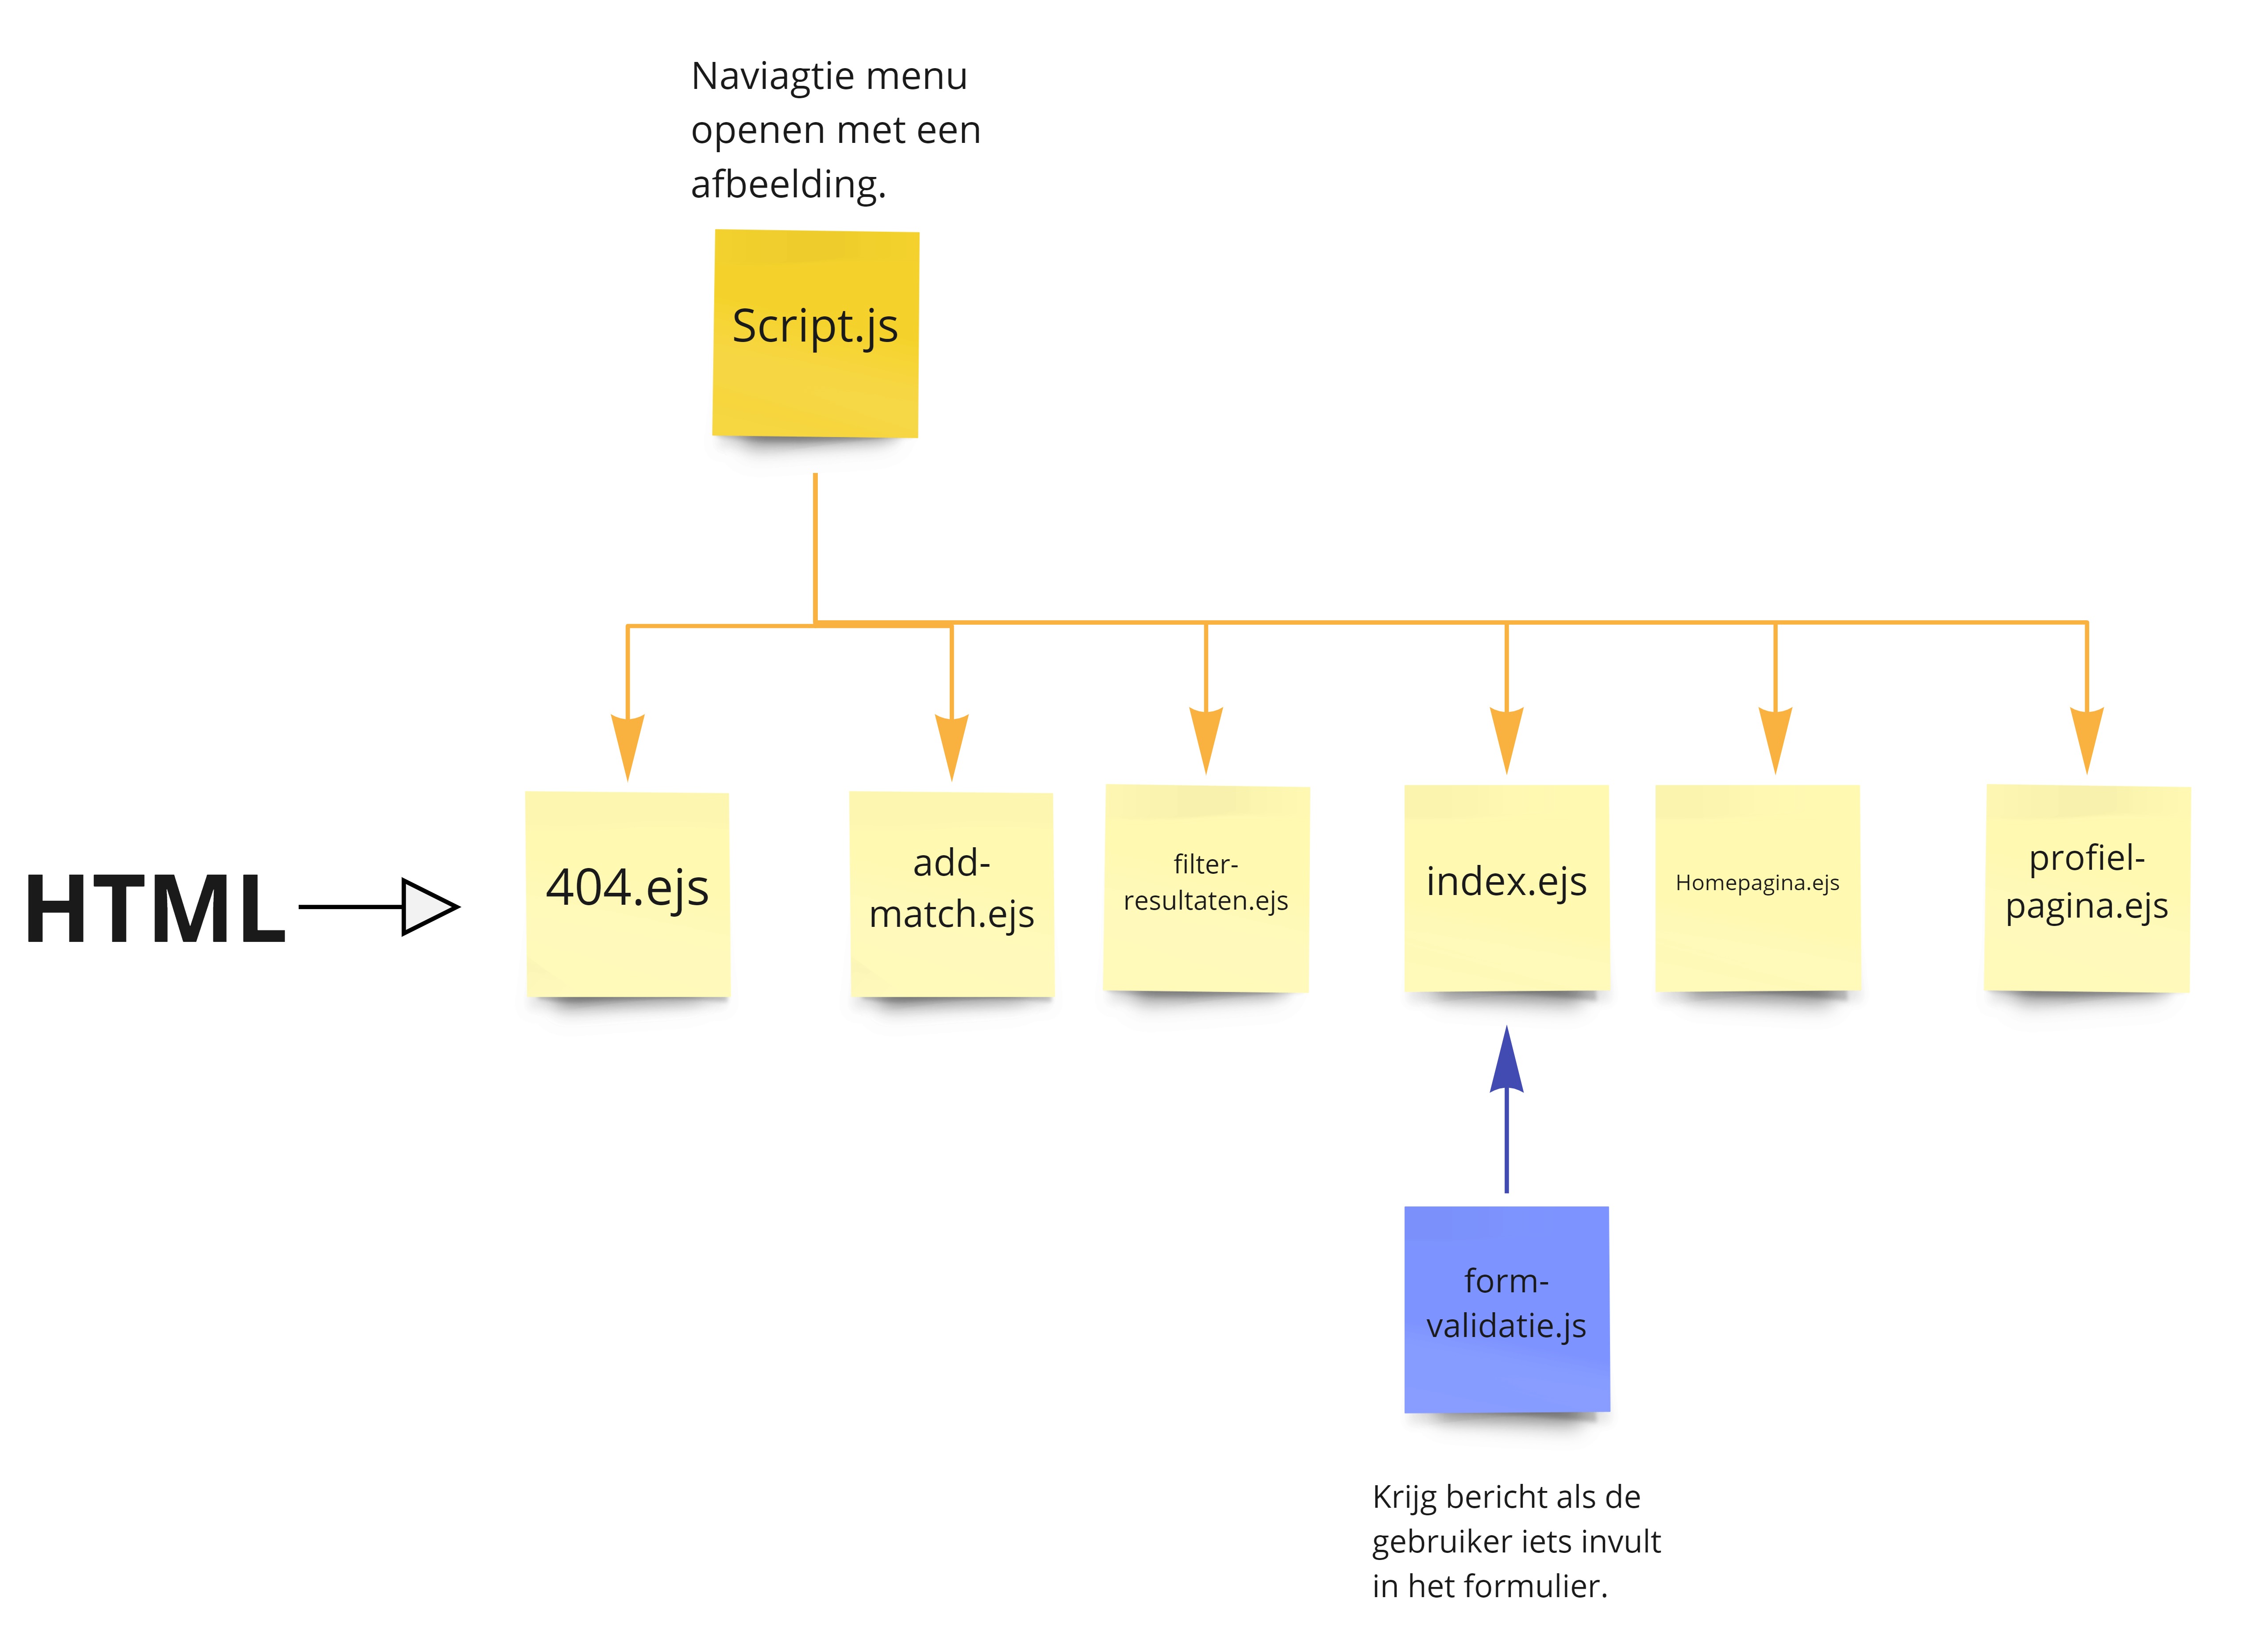 Naviagtie menu
openen met een
afbeelding.
Script.js
HTML
404.ejs
add-
match.ejs
filter-
resultaten.ejs
index.ejs
Homepagina.ejs
profiel-
pagina.ejs
form-
validatie.js
Krijg bericht als de
gebruiker iets invult
in het formulier.